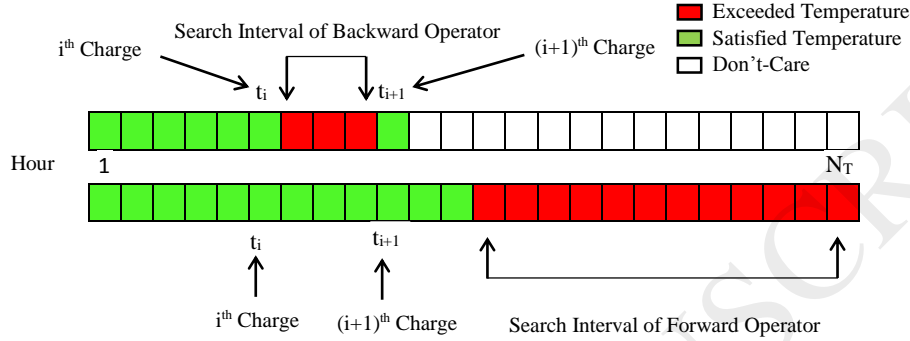 Exceeded Temperature
Satisfied Temperature
Don't-Care
Search Interval of Backward Operator
iᵗʰ Charge
(i+1)ᵗʰ Charge
tᵢ
tᵢ₊₁
Hour
1
N_T
tᵢ
tᵢ₊₁
iᵗʰ Charge
(i+1)ᵗʰ Charge
Search Interval of Forward Operator